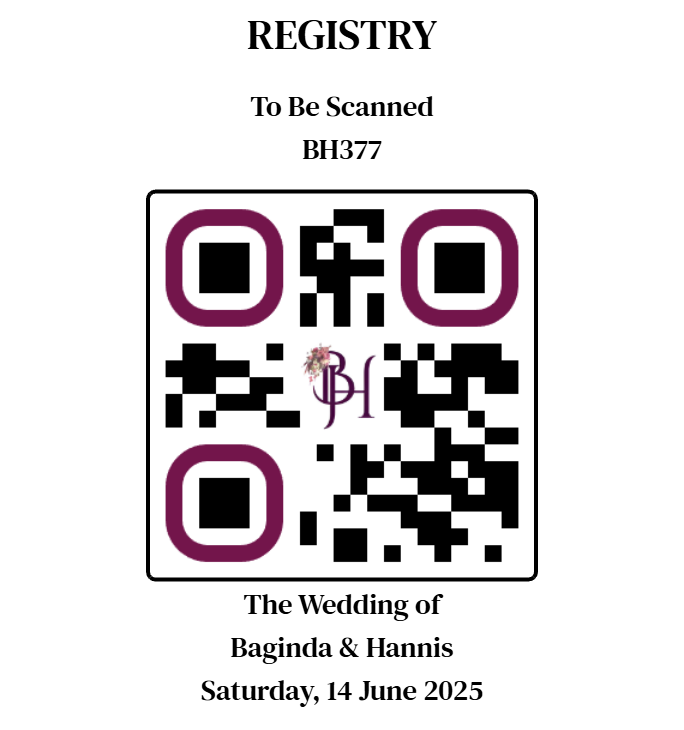 REGISTRY
To Be Scanned
BH377
BH
The Wedding of
Baginda & Hannis
Saturday, 14 June 2025